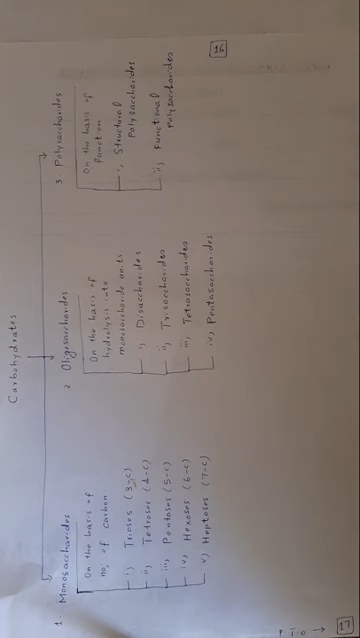 Carbohydrates
1. Monosaccharides
On the basis of
no; of carbon
i, Trioses (3-c)
ii, Tetroses (4-c)
iii, Pentoses (5-c)
iv, Hexoses (6-c)
v, Heptoses (7-c)
2 Oligosaccharides
On the basis of
hydrolysis into
monosaccharide units
i, Disaccharides
ii, Trisaccharides
iii, Tetrasaccharides
iv, Pentasaccharides
3 Polysaccharides
On the basis of
function
i, Structural
Polysaccharides
ii, Functional
Polysaccharides
16
P.T.O →
17